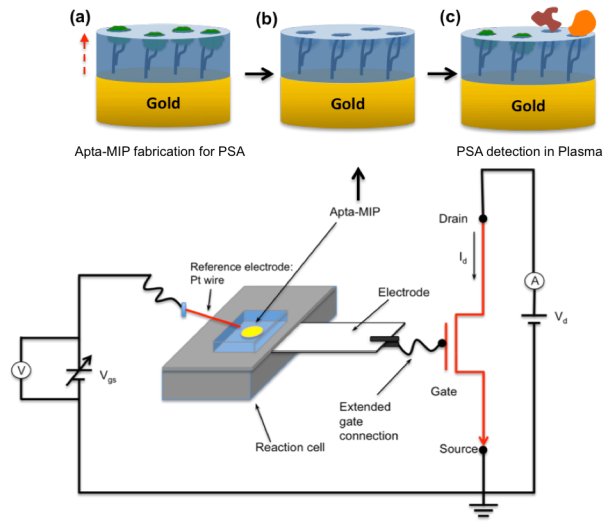 (a)
(b)
(c)
Gold
Gold
Gold
Apta-MIP fabrication for PSA
PSA detection in Plasma
Apta-MIP
Drain
Reference electrode:
Pt wire
Id
A
Electrode
Vd
V
Vgs
Gate
Extended
gate
connection
Reaction cell
Source